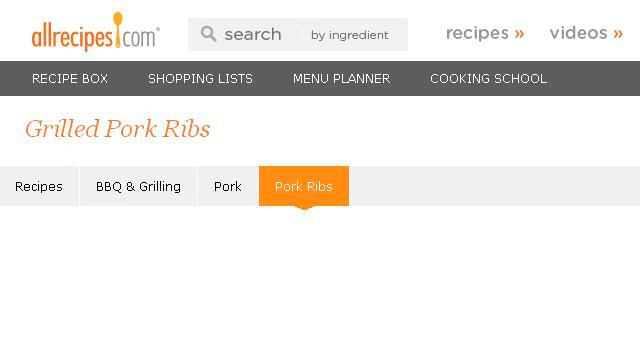 allrecipes.com®
search by ingredient
recipes »
videos »
RECIPE BOX SHOPPING LISTS MENU PLANNER COOKING SCHOOL
Grilled Pork Ribs
Recipes BBQ & Grilling Pork Pork Ribs